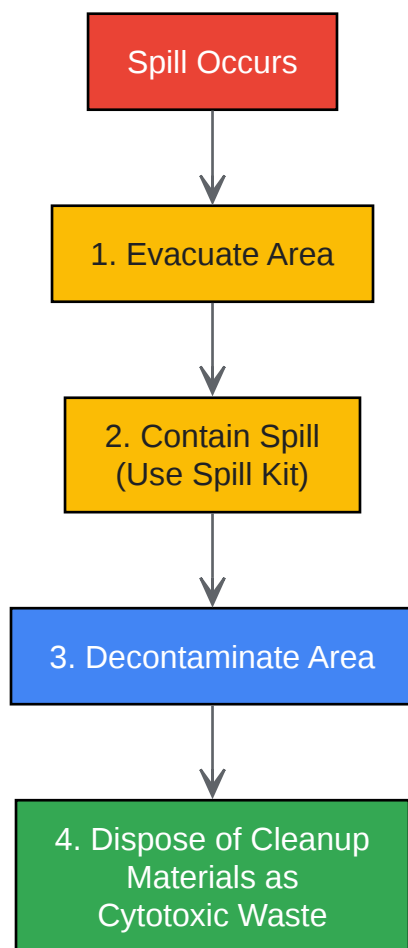 Spill Occurs
1. Evacuate Area
2. Contain Spill
(Use Spill Kit)
3. Decontaminate Area
4. Dispose of Cleanup
Materials as
Cytotoxic Waste